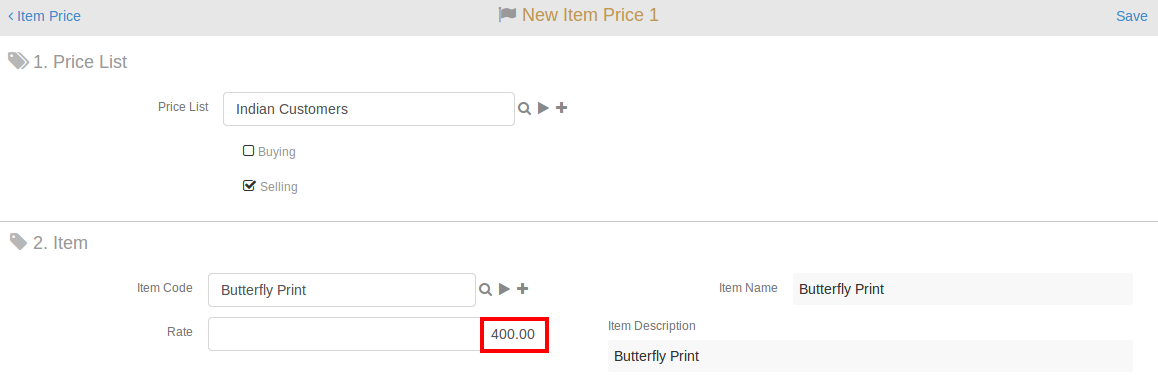 Item Price
New Item Price 1
Save
1. Price List
Price List
Indian Customers
Buying
Selling
2. Item
Item Code
Butterfly Print
Item Name
Butterfly Print
Rate
400.00
Item Description
Butterfly Print